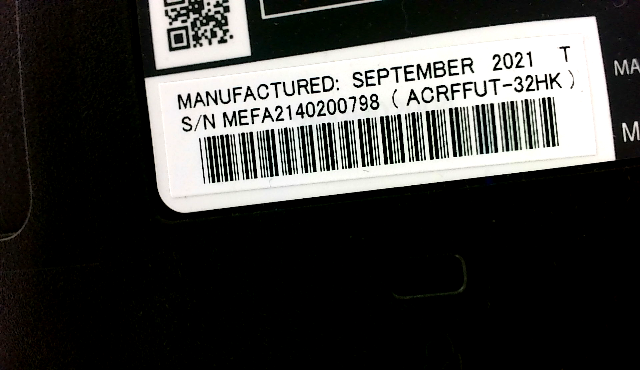 MANUFACTURED: SEPTEMBER 2021 T
S/N MEFA2140200798 ( ACRFFUT-32HK )